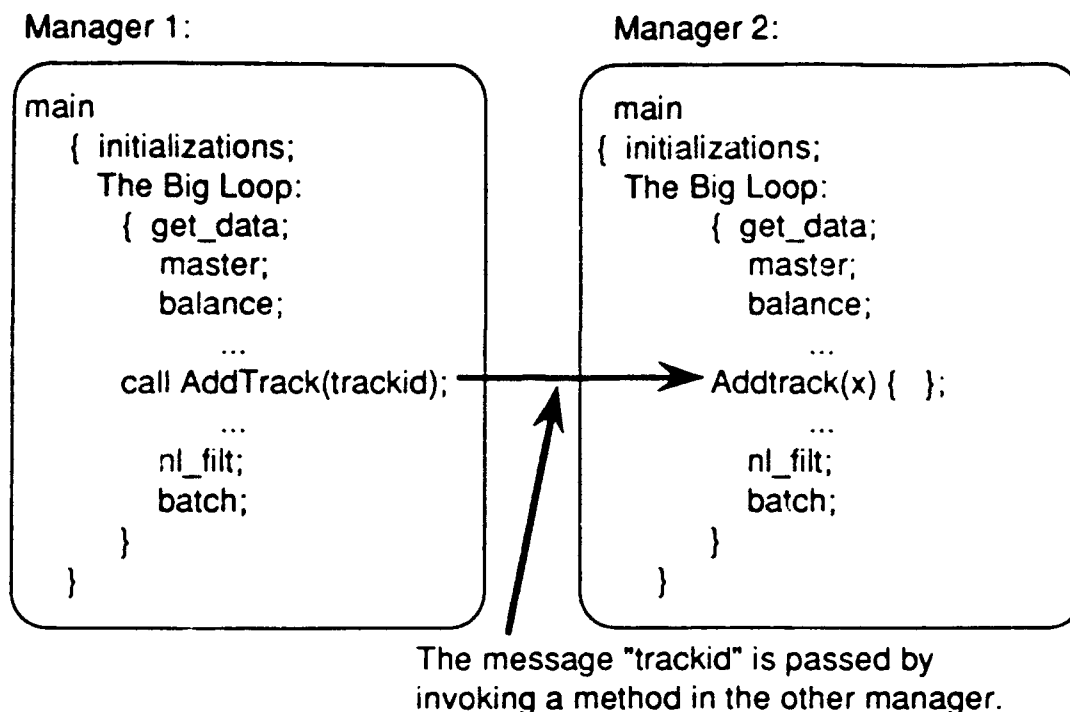 Manager 1:
main
{ initializations;
The Big Loop:
{ get_data;
master;
balance;
...
call AddTrack(trackid);
...
nl_filt;
batch;
}
}
Manager 2:
main
{ initializations;
The Big Loop:
{ get_data;
master;
balance;
...
Addtrack(x) { };
...
nl_filt;
batch;
}
}
The message "trackid" is passed by
invoking a method in the other manager.